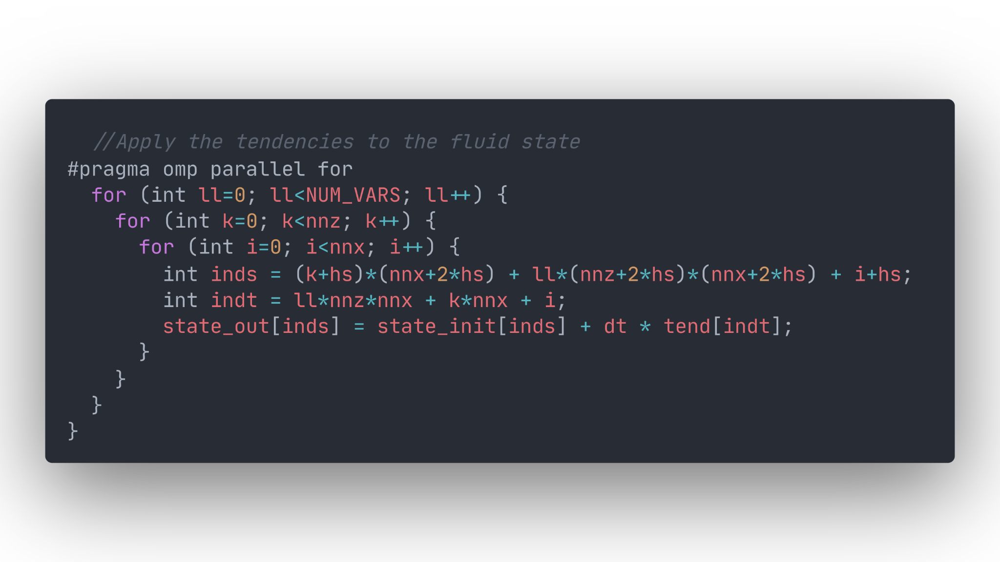 //Apply the tendencies to the fluid state
#pragma omp parallel for
  for (int ll=0; ll<NUM_VARS; ll++) {
    for (int k=0; k<nnz; k++) {
      for (int i=0; i<nnx; i++) {
        int inds = (k+hs)*(nnx+2*hs) + ll*(nnz+2*hs)*(nnx+2*hs) + i+hs;
        int indt = ll*nnz*nnx + k*nnx + i;
        state_out[inds] = state_init[inds] + dt * tend[indt];
      }
    }
  }
}